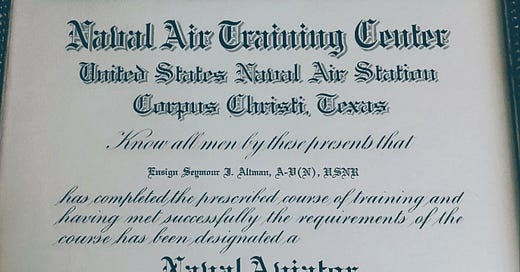 Naval Air Training Center
United States Naval Air Station
Corpus Christi, Texas
Know all men by these presents that
Ensign Seymour J. Altman, A-V(N), USNR
has completed the prescribed course of training and
having met successfully the requirements of the
course has been designated a
Naval Aviator